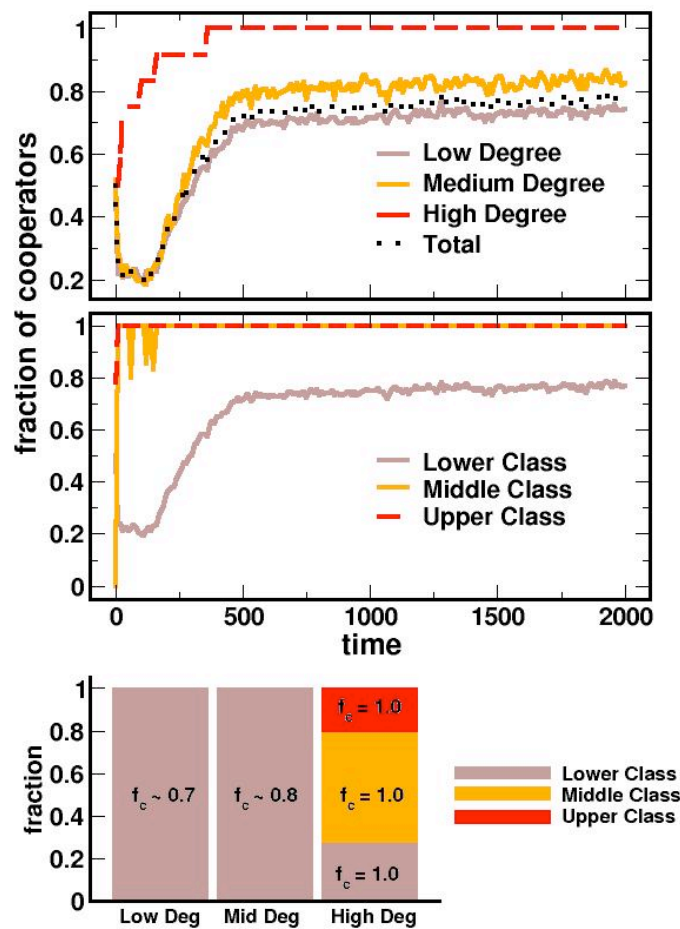 1
0.8
0.6
0.4
0.2
Low Degree
Medium Degree
High Degree
Total
fraction of cooperators
1
0.8
0.6
0.4
0.2
0
Lower Class
Middle Class
Upper Class
0 500 1000 1500 2000
time
1
0.8
0.6
0.4
0.2
0
fraction
f_c ~ 0.7
f_c ~ 0.8
f_c = 1.0
f_c = 1.0
f_c = 1.0
Low Deg Mid Deg High Deg
Lower Class
Middle Class
Upper Class